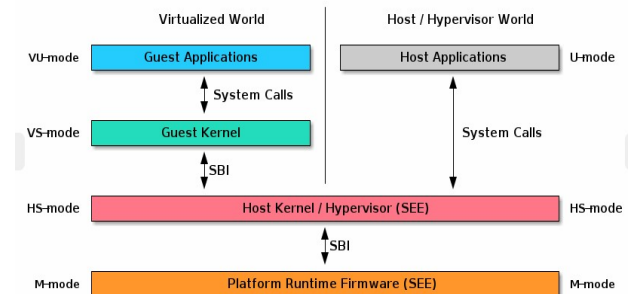 Virtualized World
Host / Hypervisor World
VU-mode
Guest Applications
Host Applications
U-mode
System Calls
System Calls
VS-mode
Guest Kernel
SBI
HS-mode
Host Kernel / Hypervisor (SEE)
HS-mode
SBI
M-mode
Platform Runtime Firmware (SEE)
M-mode